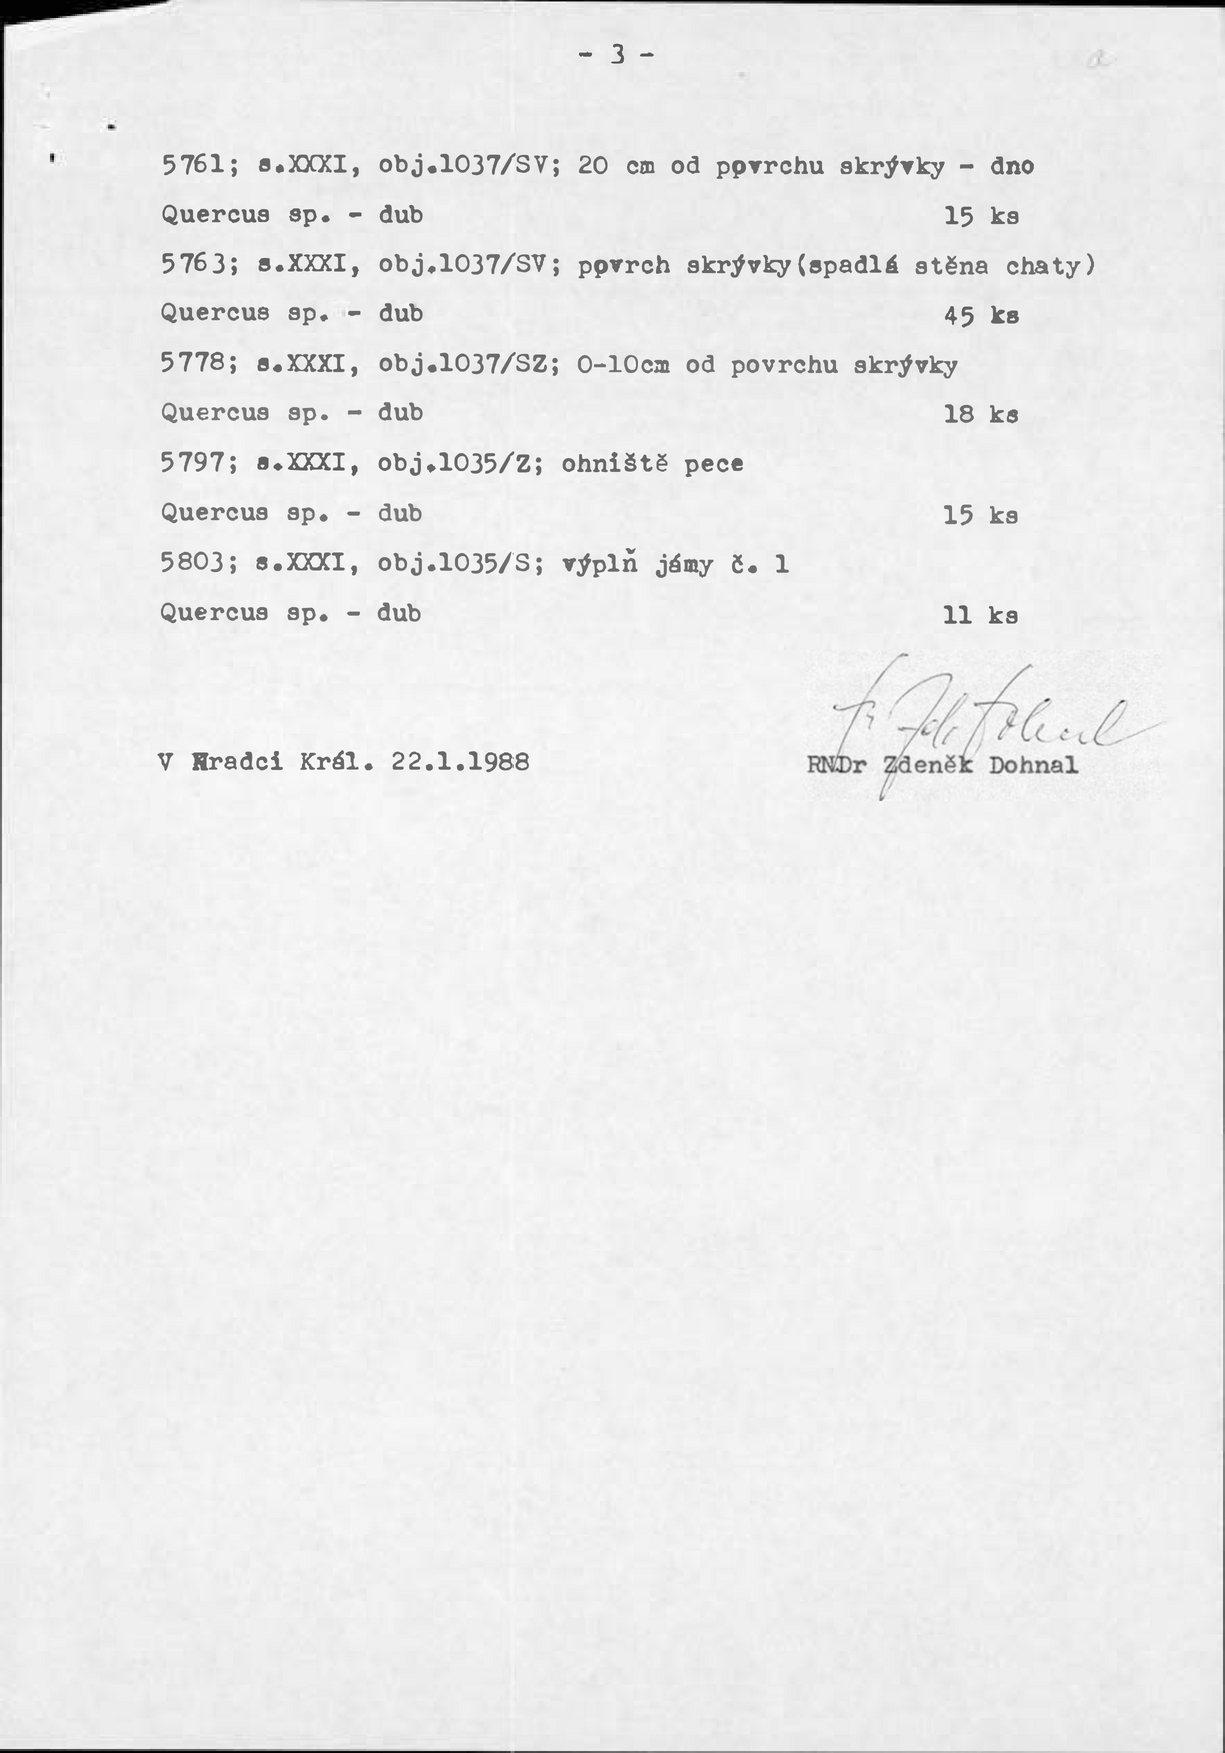 - 3 -
5761; s.XXXI, obj.1037/SV; 20 cm od povrchu skrývky - dno
Quercus sp. - dub 15 ks
5763; s.XXXI, obj.1037/SV; povrch skrývky(spadlá stěna chaty)
Quercus sp. - dub 45 ks
5778; s.XXXI, obj.1037/SZ; 0-10cm od povrchu skrývky
Quercus sp. - dub 18 ks
5797; s.XXXI, obj.1035/Z; ohniště pece
Quercus sp. - dub 15 ks
5803; s.XXXI, obj.1035/S; výplň jámy č. 1
Quercus sp. - dub 11 ks
V Hradci Král. 22.1.1988
RNDr Zdeněk Dohnal